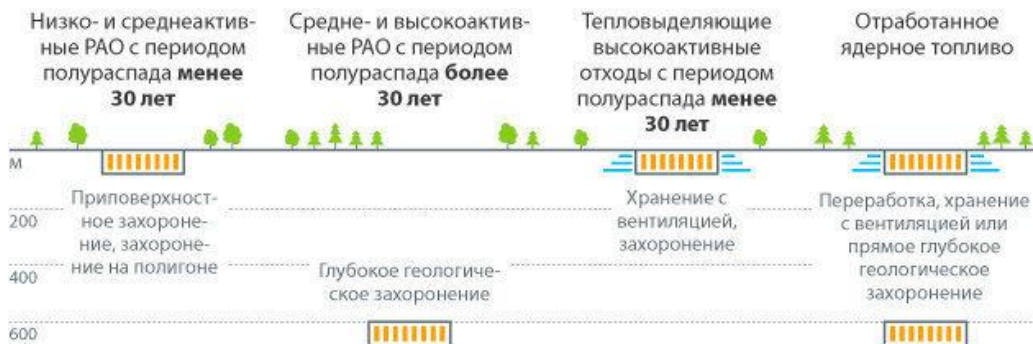 Низко- и среднеактив-
ные РАО с периодом
полураспада менее
30 лет
Средне- и высокоактив-
ные РАО с периодом
полураспада более
30 лет
Тепловыделяющие
высокоактивные
отходы с периодом
полураспада менее
30 лет
Отработанное
ядерное топливо
м
Приповерхност-
ное захороне-
ние, захороне-
ние на полигоне
Хранение с
вентиляцией,
захоронение
Переработка, хранение
с вентиляцией или
прямое глубокое
геологическое
захоронение
200
400
Глубокое геологиче-
ское захоронение
600